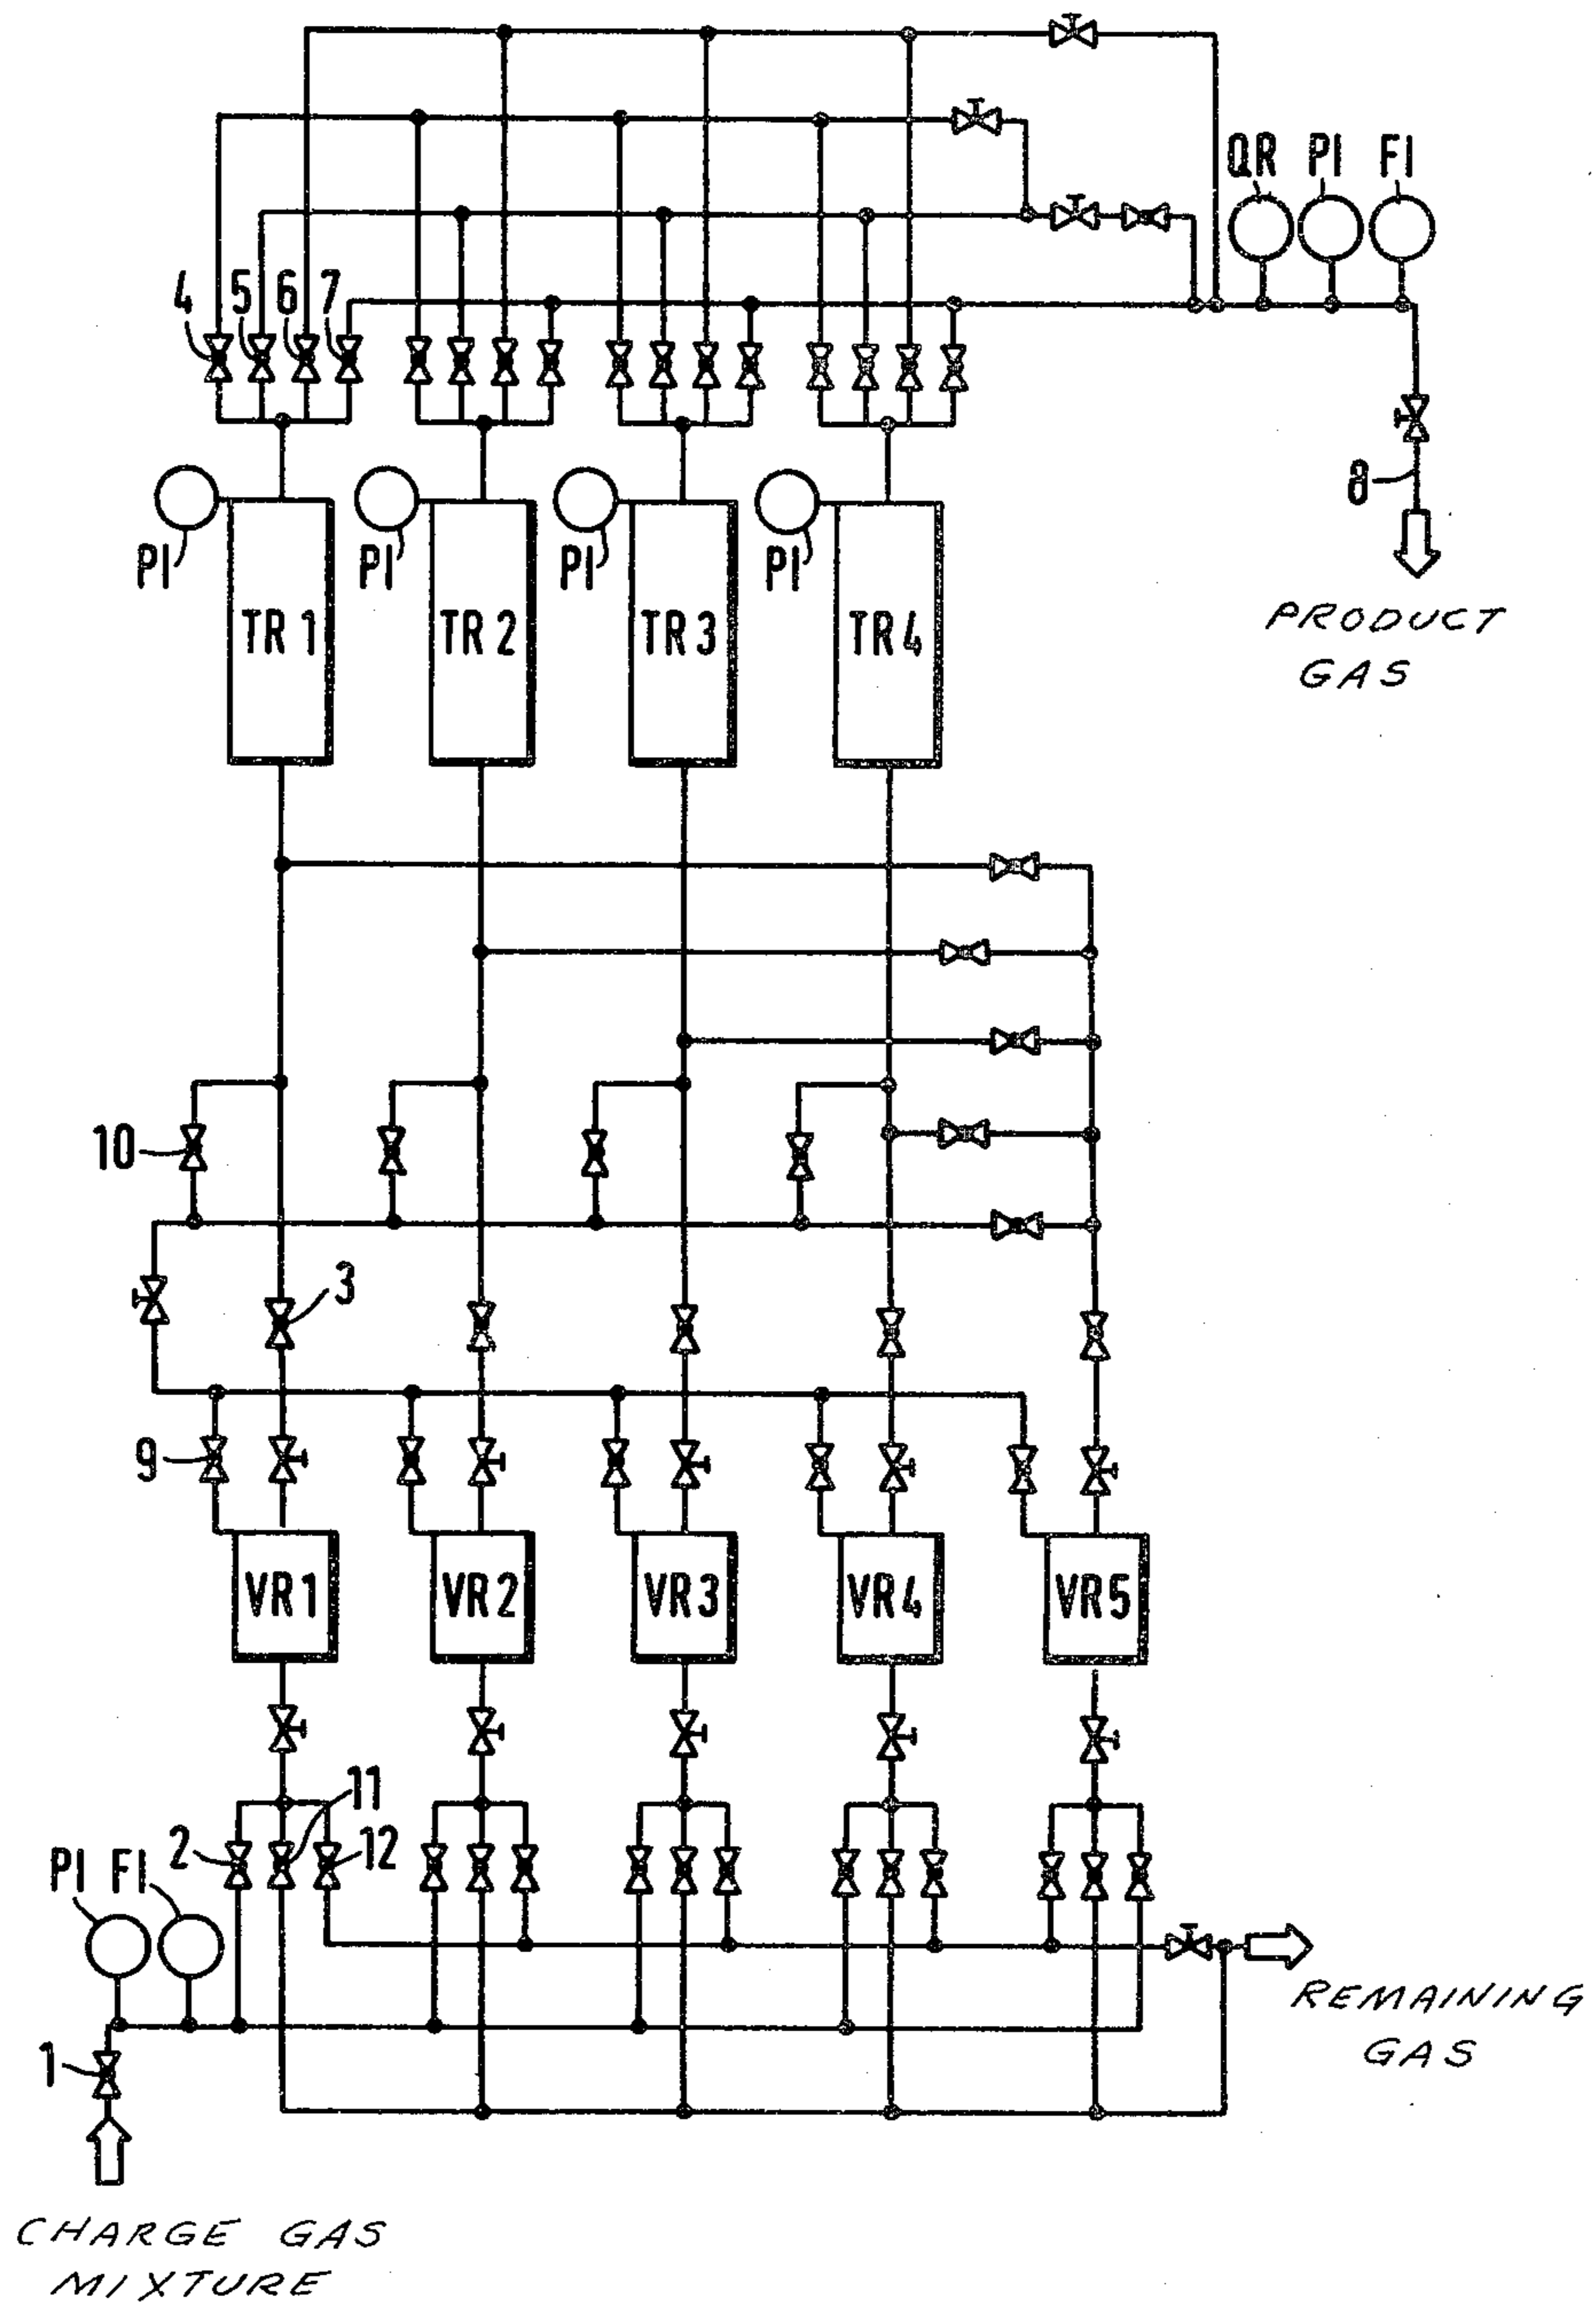 QR PI FI
4 5 6 7
8
PI PI PI PI
TR 1 TR 2 TR 3 TR 4
PRODUCT
GAS
10
3
9
VR 1 VR 2 VR 3 VR 4 VR 5
11
2 12
PI FI
REMAINING
GAS
1
CHARGE GAS
MIXTURE